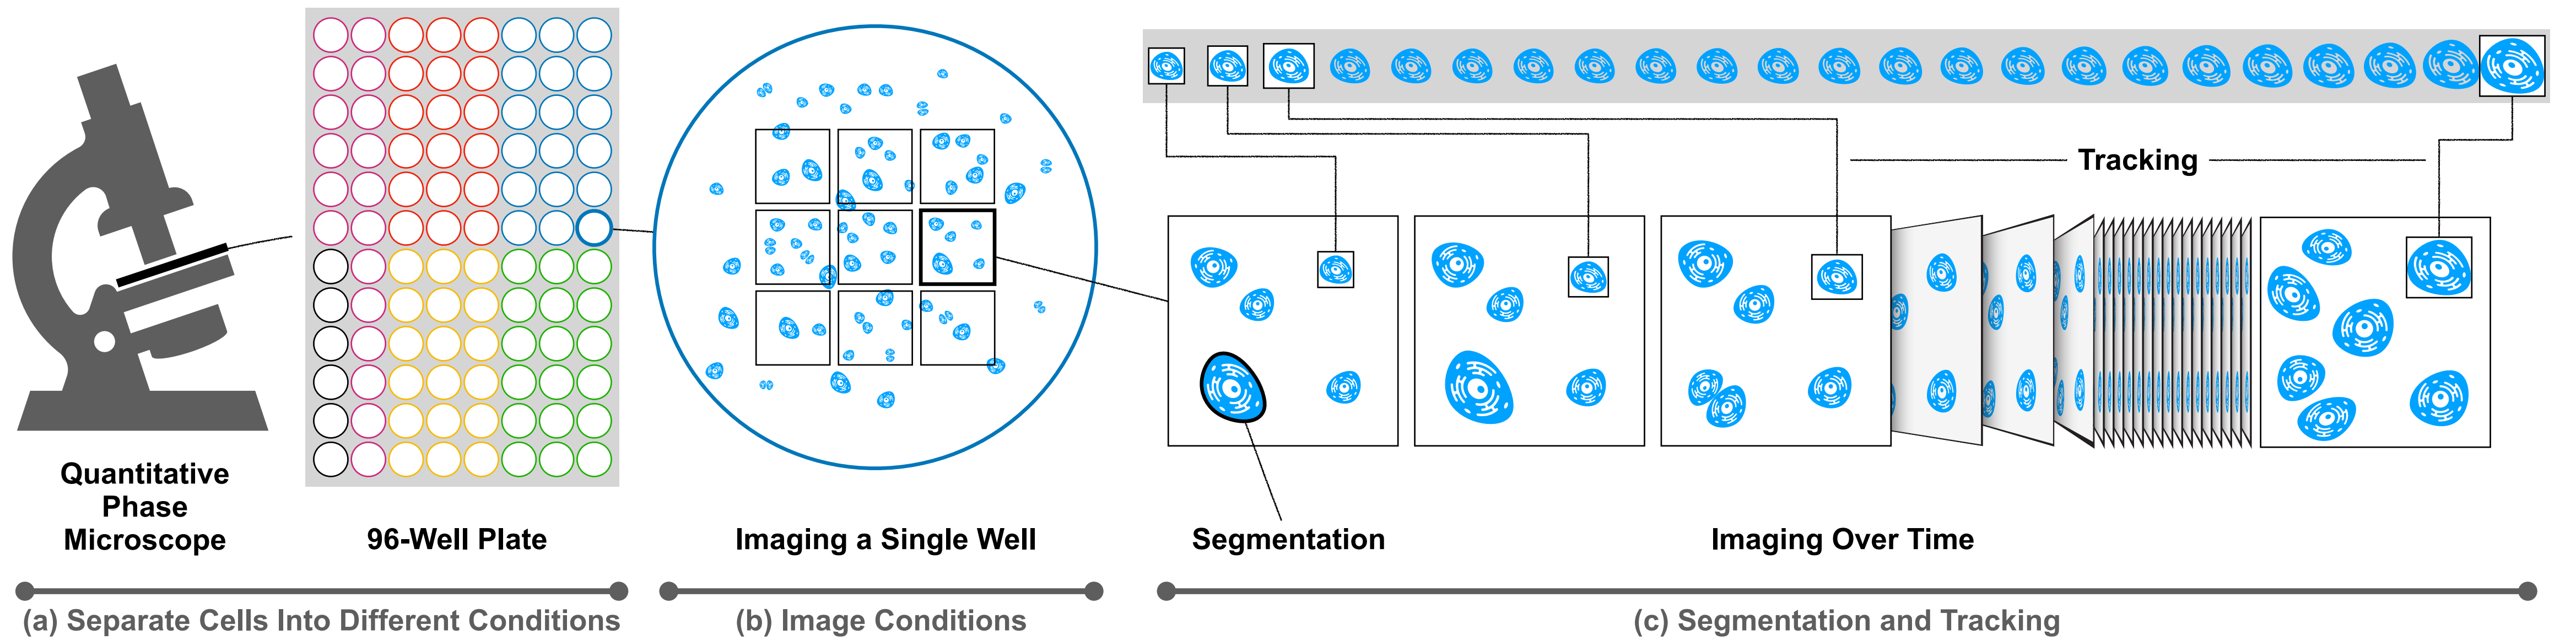 Quantitative
Phase
Microscope
96-Well Plate
Imaging a Single Well
Tracking
Segmentation
Imaging Over Time
(a) Separate Cells Into Different Conditions
(b) Image Conditions
(c) Segmentation and Tracking